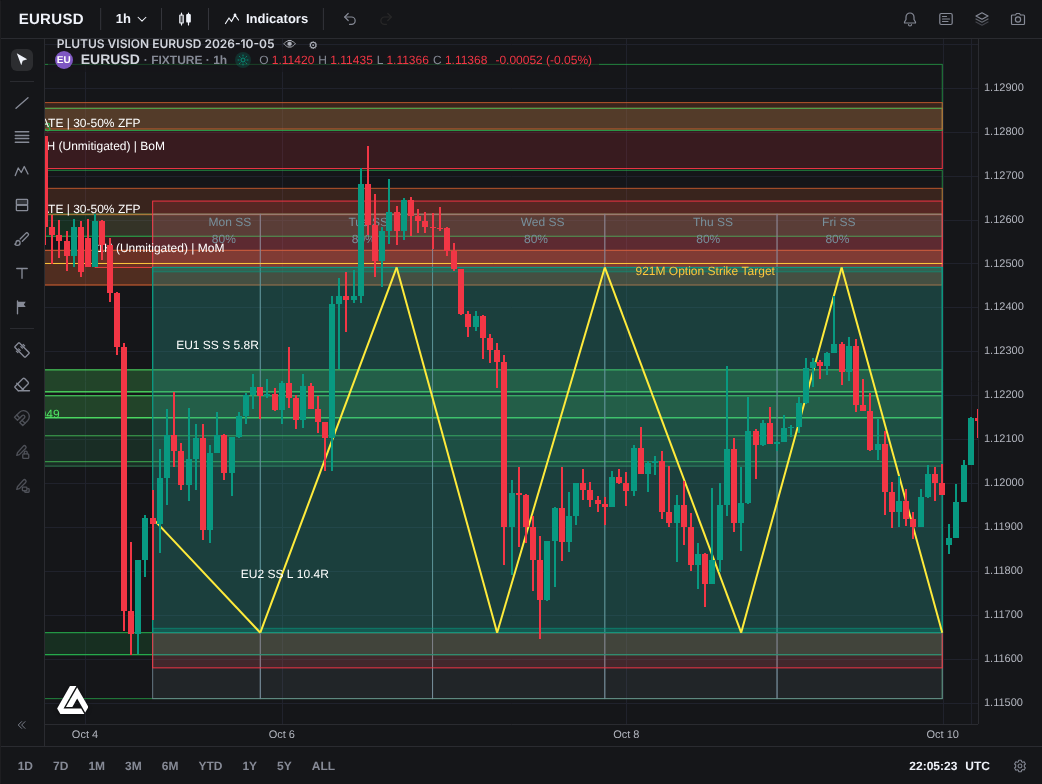 EURUSD 1h Indicators
PLUTUS VISION EURUSD 2026-10-05
EU EURUSD · FIXTURE · 1h O 1.11420 H 1.11435 L 1.11366 C 1.11368 -0.00052 (-0.05%)
1.12900
ATE | 30-50% ZFP
1.12800
H (Unmitigated) | BoM
1.12700
ATE | 30-50% ZFP
1.12600
Mon SS Wed SS Thu SS Fri SS
80% 80% 80% 80%
(Unmitigated) | MoM
1.12500
921M Option Strike Target
1.12400
EU1 SS S 5.8R
1.12300
1.12200
049
1.12100
1.12000
1.11900
EU2 SS L 10.4R
1.11800
1.11700
1.11600
1.11500
Oct 4 Oct 6 Oct 8 Oct 10
1D 7D 1M 3M 6M YTD 1Y 5Y ALL 22:05:23 UTC